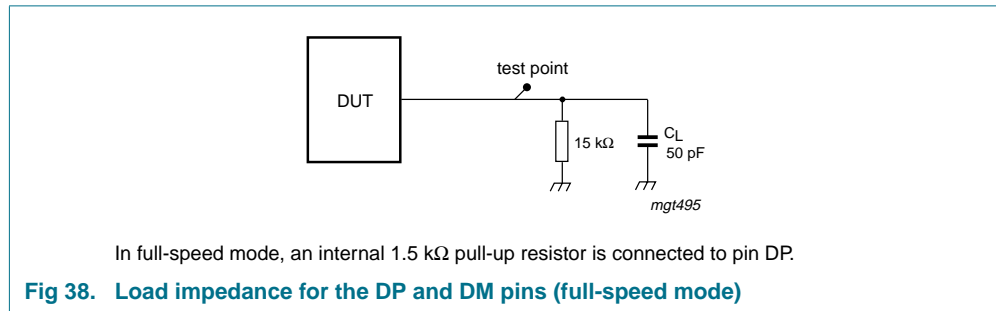 test point
DUT
15 kΩ
CL
50 pF
mgt495
In full-speed mode, an internal 1.5 kΩ pull-up resistor is connected to pin DP.
Fig 38. Load impedance for the DP and DM pins (full-speed mode)